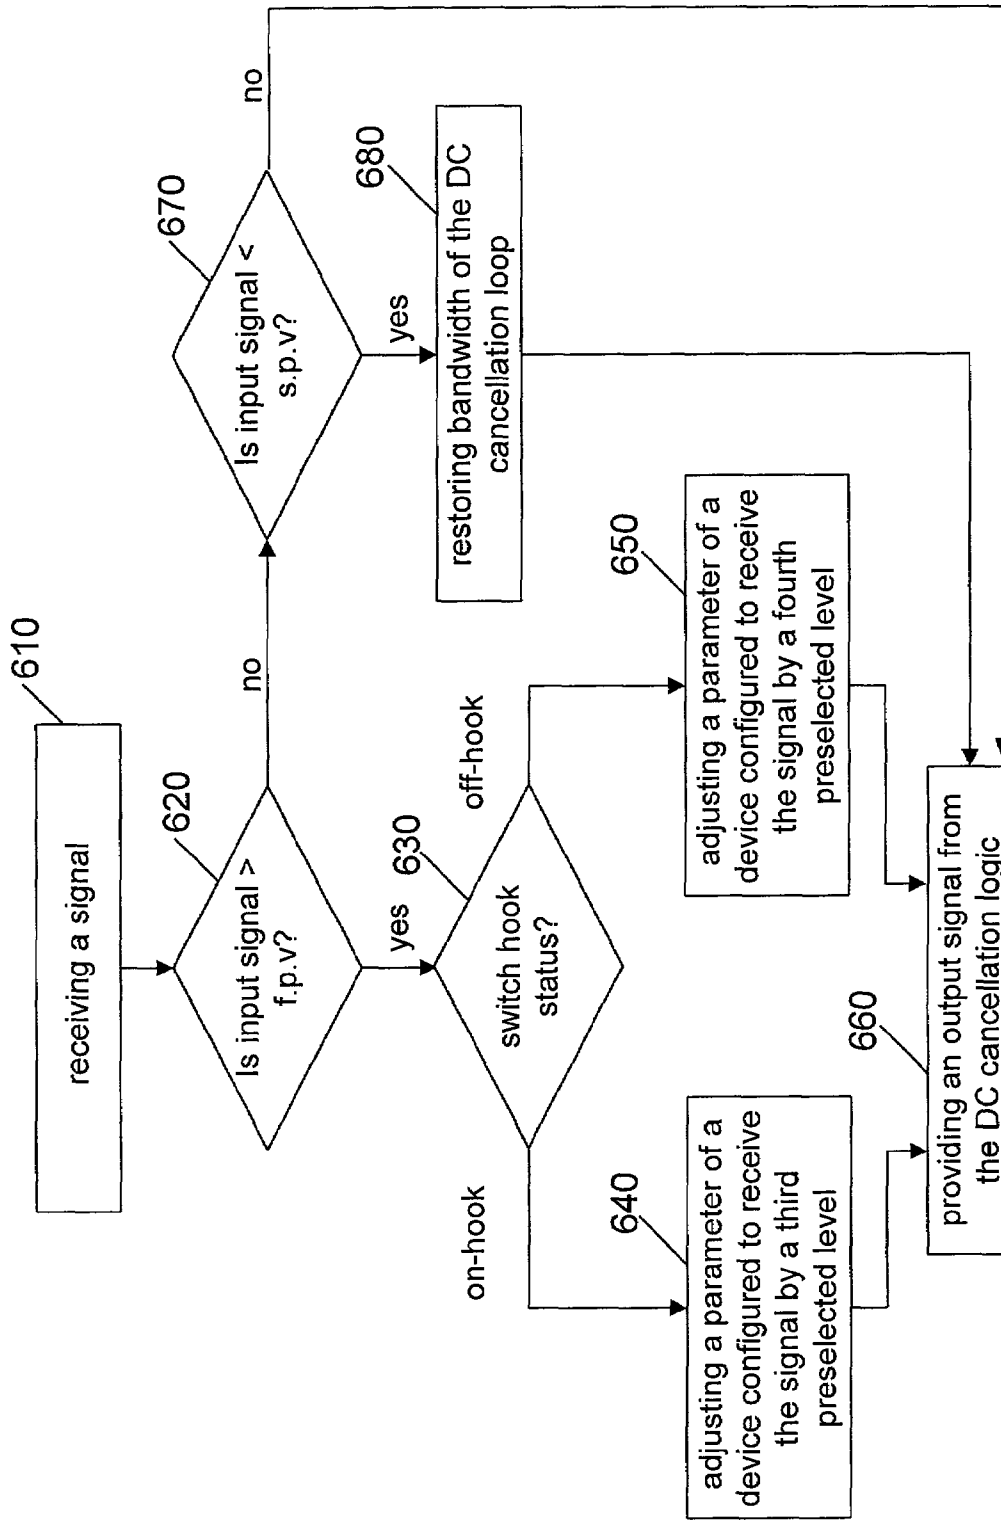 610
receiving a signal
620
Is input signal >
f.p.v?
no
yes
670
Is input signal <
s.p.v?
no
yes
680
restoring bandwidth of the DC
cancellation loop
630
switch hook
status?
on-hook
off-hook
640
adjusting a parameter of a
device configured to receive
the signal by a third
preselected level
650
adjusting a parameter of a
device configured to receive
the signal by a fourth
preselected level
660
providing an output signal from
the DC cancellation logic